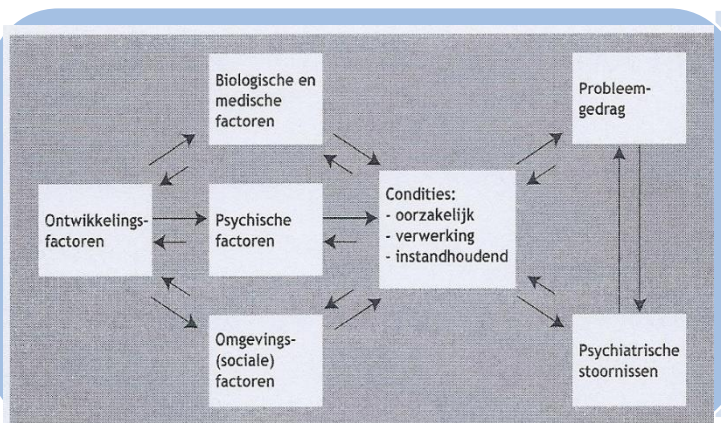 Biologische en
medische
factoren
Probleem-
gedrag
Ontwikkelings-
factoren
Psychische
factoren
Condities:
- oorzakelijk
- verwerking
- instandhoudend
Omgevings-
(sociale)
factoren
Psychiatrische
stoornissen